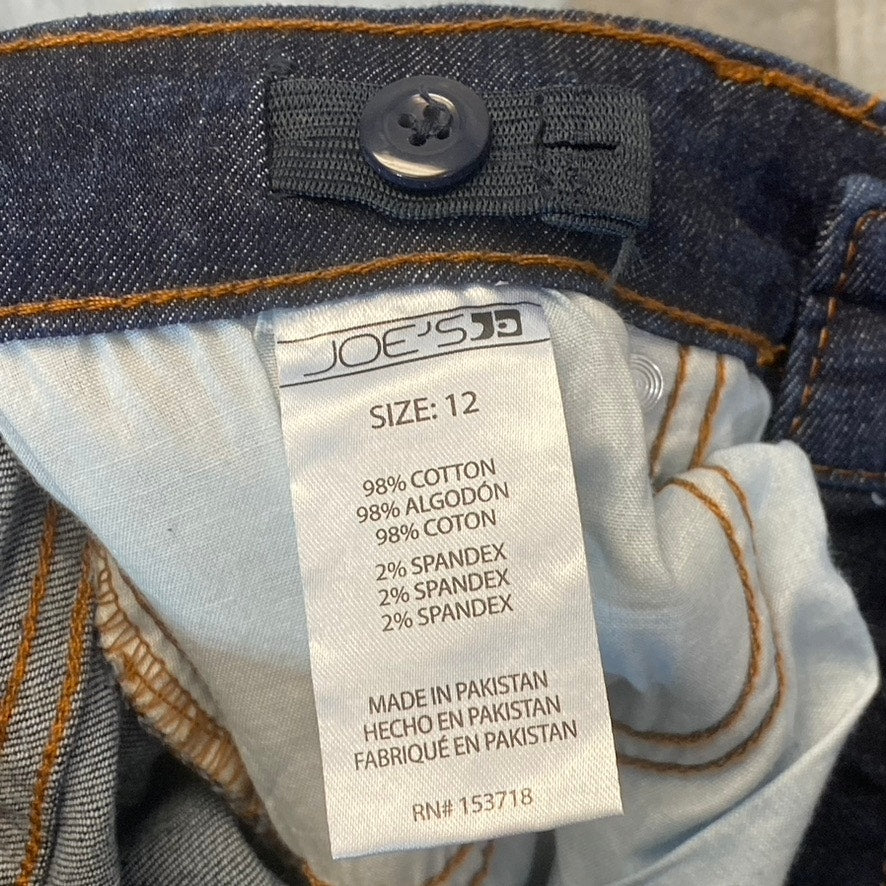 JOE'S
SIZE: 12
98% COTTON
98% ALGODÓN
98% COTON
2% SPANDEX
2% SPANDEX
2% SPANDEX
MADE IN PAKISTAN
HECHO EN PAKISTAN
FABRIQUÉ EN PAKISTAN
RN# 153718